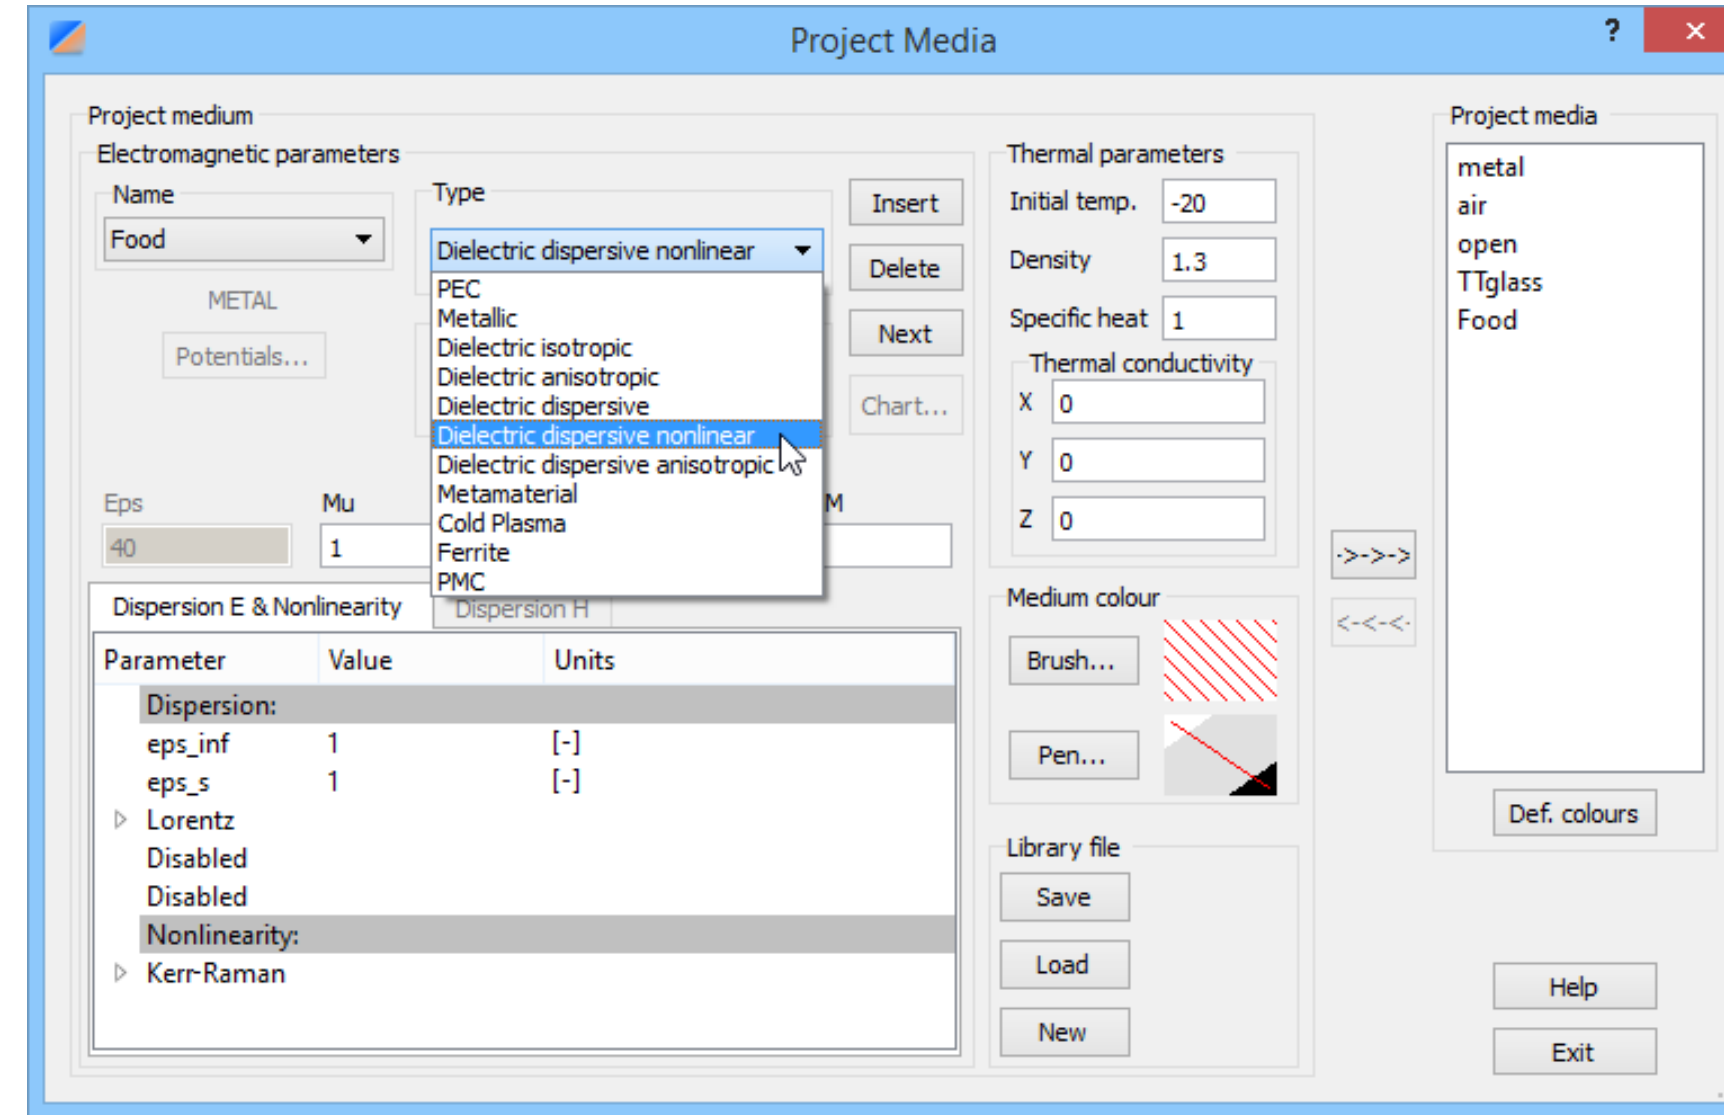 Project Media
?
Project medium
Electromagnetic parameters
Name
Food
METAL
Potentials...
Type
Dielectric dispersive nonlinear
PEC
Metallic
Dielectric isotropic
Dielectric anisotropic
Dielectric dispersive
Dielectric dispersive nonlinear
Dielectric dispersive anisotropic
Metamaterial
Cold Plasma
Ferrite
PMC
Insert
Delete
Next
Chart...
Eps
40
Mu
1
M
Dispersion E & Nonlinearity
Dispersion H
Parameter Value Units
Dispersion:
eps_inf 1 [-]
eps_s 1 [-]
Lorentz
Disabled
Disabled
Nonlinearity:
Kerr-Raman
Thermal parameters
Initial temp. -20
Density 1.3
Specific heat 1
Thermal conductivity
X 0
Y 0
Z 0
Medium colour
Brush...
Pen...
Library file
Save
Load
New
->->->
<-<-<-
Project media
metal
air
open
TTglass
Food
Def. colours
Help
Exit